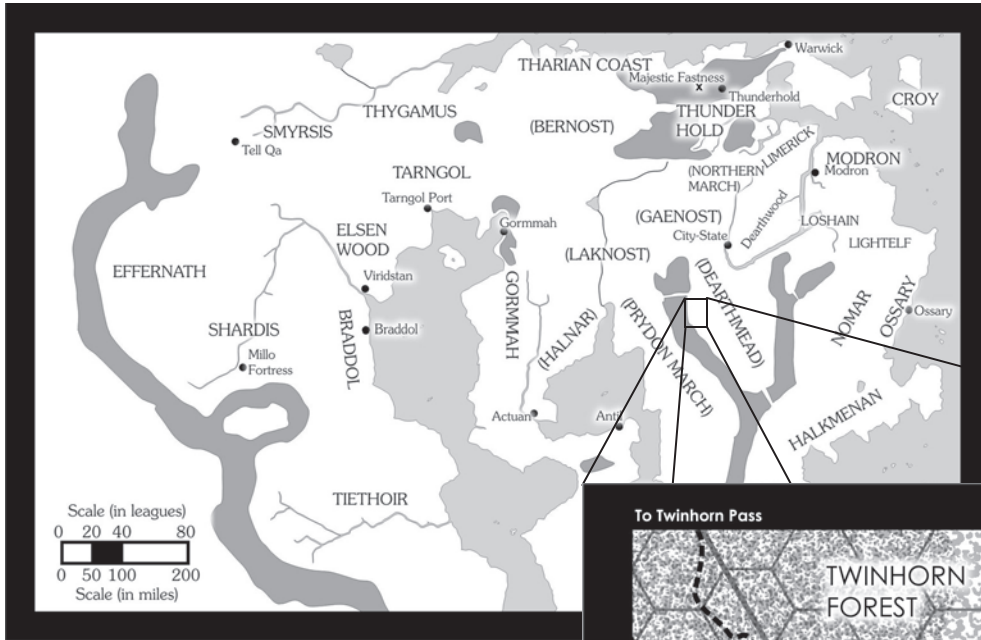 Warwick
THARIAN COAST
Majestic Fastness
x
Thunderhold
CROY
THYGAMUS
THUNDER
HOLD
SMYRSIS
(BERNOST)
Tell Qa
LIMERICK
MODRON
Modron
(NORTHERN
MARCH)
TARNGOL
Tarngol Port
Dearthwood
(GAENOST)
LOSHAIN
Gormmah
ELSEN
WOOD
City-State
LIGHTELF
(LAKNOST)
EFFERNATH
Viridstan
GORMMAH
(DEARTHMEAD)
NOMAR
OSSARY
Ossary
SHARDIS
BRADDOL
Braddol
(HALNAR)
(PRYDON MARCH)
Millo
Fortress
Actuan
Antil
HALKMENAN
TIETHOIR
Scale (in leagues)
0 20 40 80
0 50 100 200
Scale (in miles)
To Twinhorn Pass
TWINHORN
FOREST